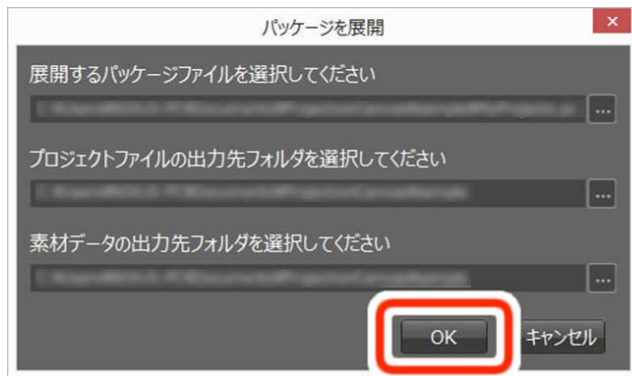 パッケージを展開
展開するパッケージファイルを選択してください
...
プロジェクトファイルの出力先フォルダを選択してください
...
素材データの出力先フォルダを選択してください
...
OK キャンセル